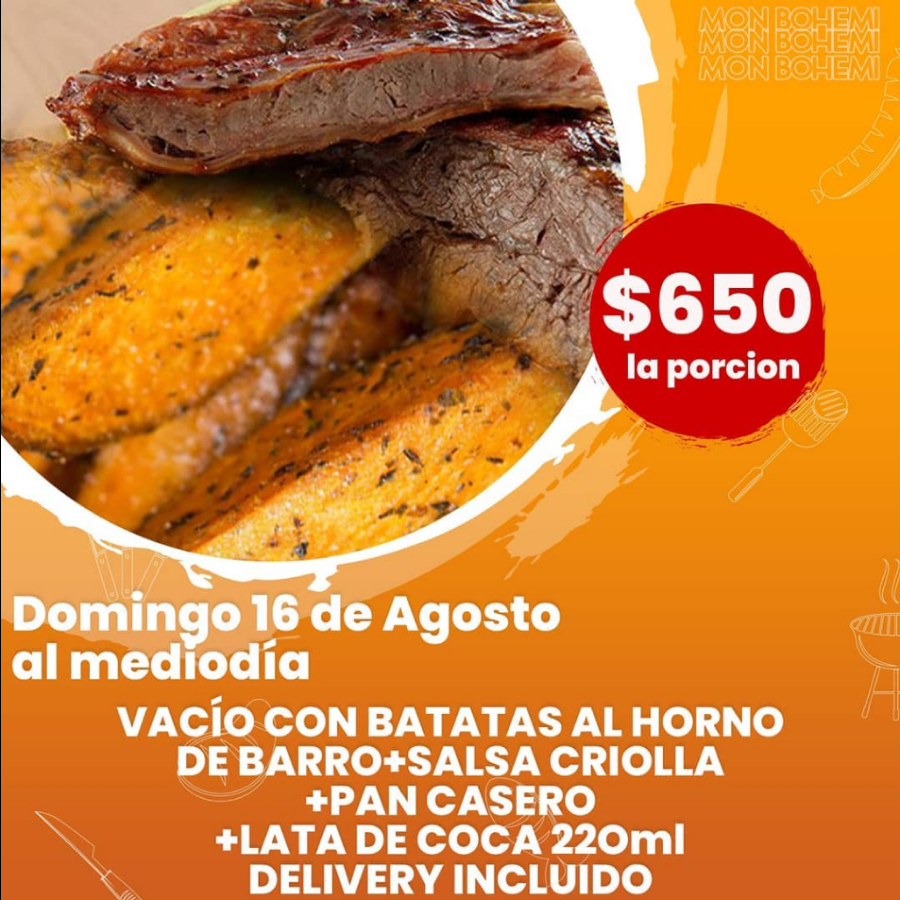 MON BOHEMI
MON BOHEMI
MON BOHEMI
$650
la porcion
Domingo 16 de Agosto
al mediodía
VACÍO CON BATATAS AL HORNO
DE BARRO+SALSA CRIOLLA
+PAN CASERO
+LATA DE COCA 220ml
DELIVERY INCLUIDO